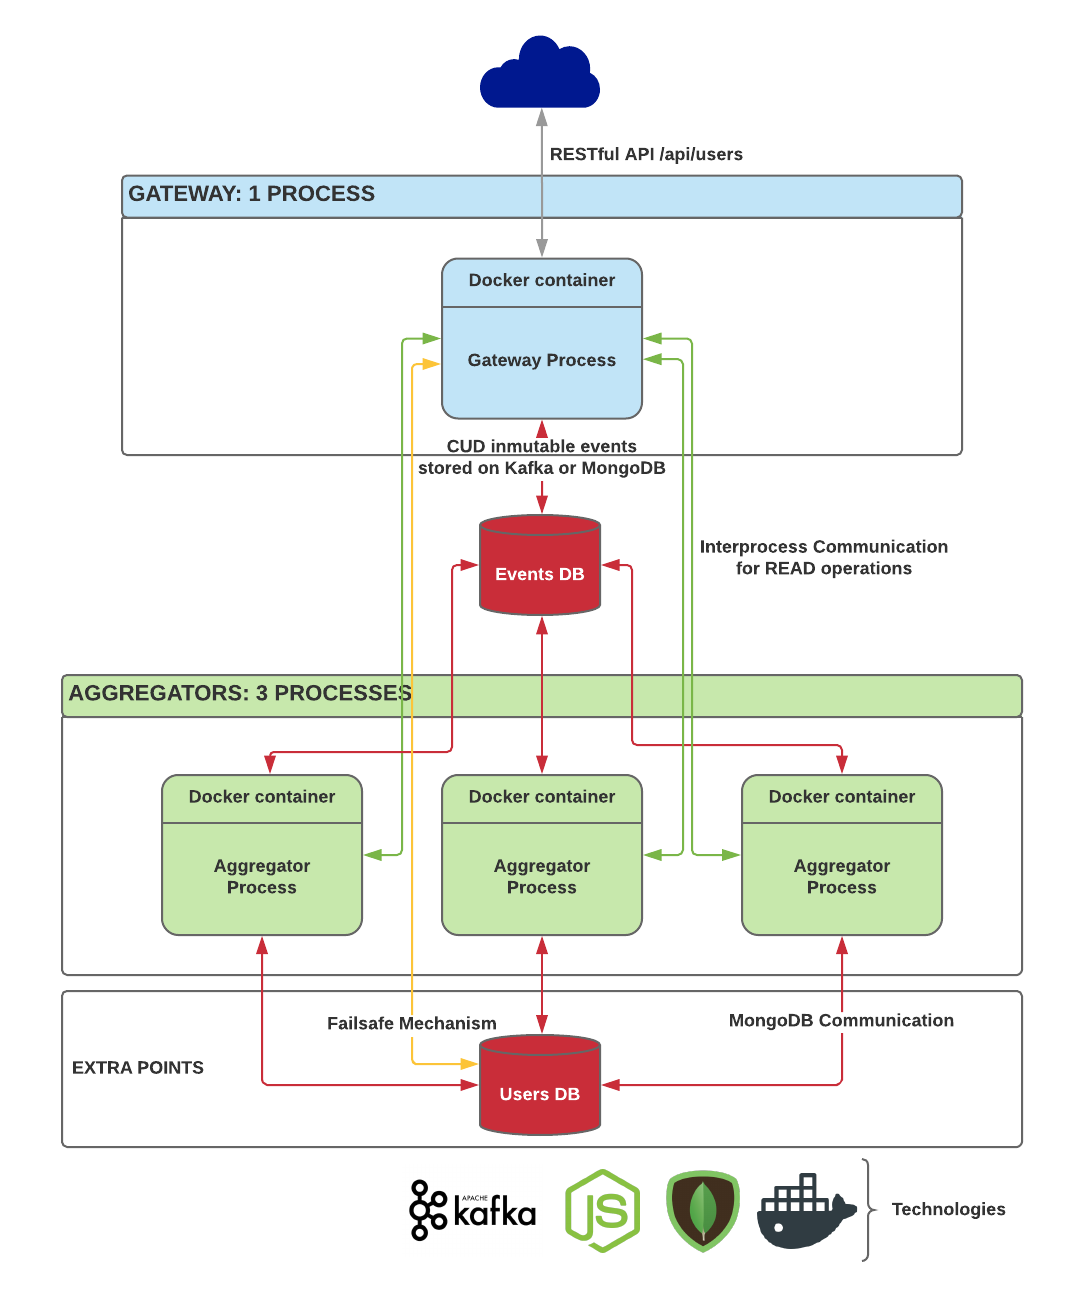 RESTful API /api/users
GATEWAY: 1 PROCESS
Docker container
Gateway Process
CUD inmutable events
stored on Kafka or MongoDB
Events DB
Interprocess Communication
for READ operations
AGGREGATORS: 3 PROCESSES
Docker container
Aggregator
Process
Docker container
Aggregator
Process
Docker container
Aggregator
Process
Failsafe Mechanism
MongoDB Communication
EXTRA POINTS
Users DB
APACHE
kafka
JS
Technologies